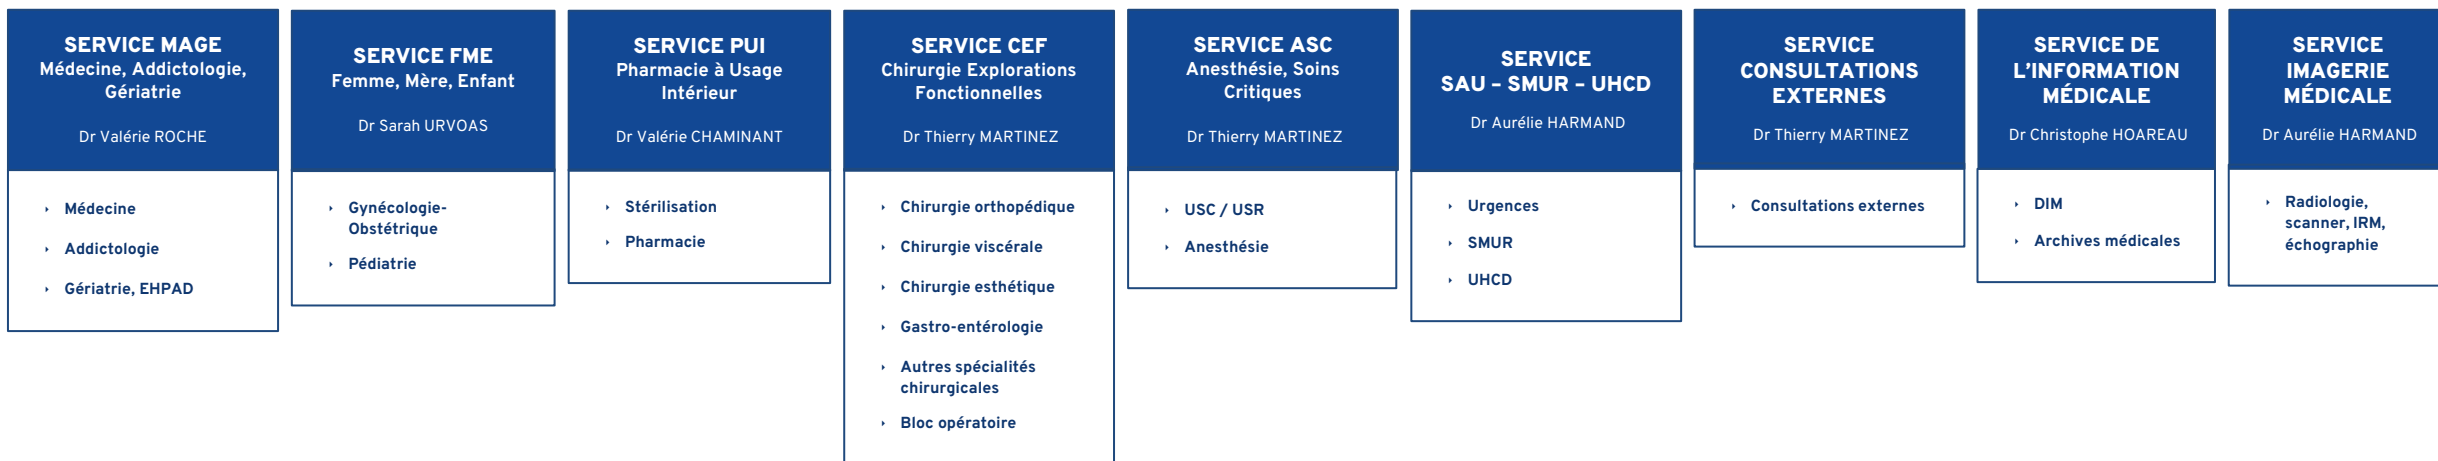 SERVICE MAGE
Médecine, Addictologie,
Gériatrie
Dr Valérie ROCHE
Médecine
Addictologie
Gériatrie, EHPAD
SERVICE FME
Femme, Mère, Enfant
Dr Sarah URVOAS
Gynécologie-
Obstétrique
Pédiatrie
SERVICE PUI
Pharmacie à Usage
Intérieur
Dr Valérie CHAMINANT
Stérilisation
Pharmacie
SERVICE CEF
Chirurgie Explorations
Fonctionnelles
Dr Thierry MARTINEZ
Chirurgie orthopédique
Chirurgie viscérale
Chirurgie esthétique
Gastro-entérologie
Autres spécialités
chirurgicales
Bloc opératoire
SERVICE ASC
Anesthésie, Soins
Critiques
Dr Thierry MARTINEZ
USC / USR
Anesthésie
SERVICE
SAU – SMUR – UHCD
Dr Aurélie HARMAND
Urgences
SMUR
UHCD
SERVICE
CONSULTATIONS
EXTERNES
Dr Thierry MARTINEZ
Consultations externes
SERVICE DE
L’INFORMATION
MÉDICALE
Dr Christophe HOAREAU
DIM
Archives médicales
SERVICE
IMAGERIE
MÉDICALE
Dr Aurélie HARMAND
Radiologie,
scanner, IRM,
échographie